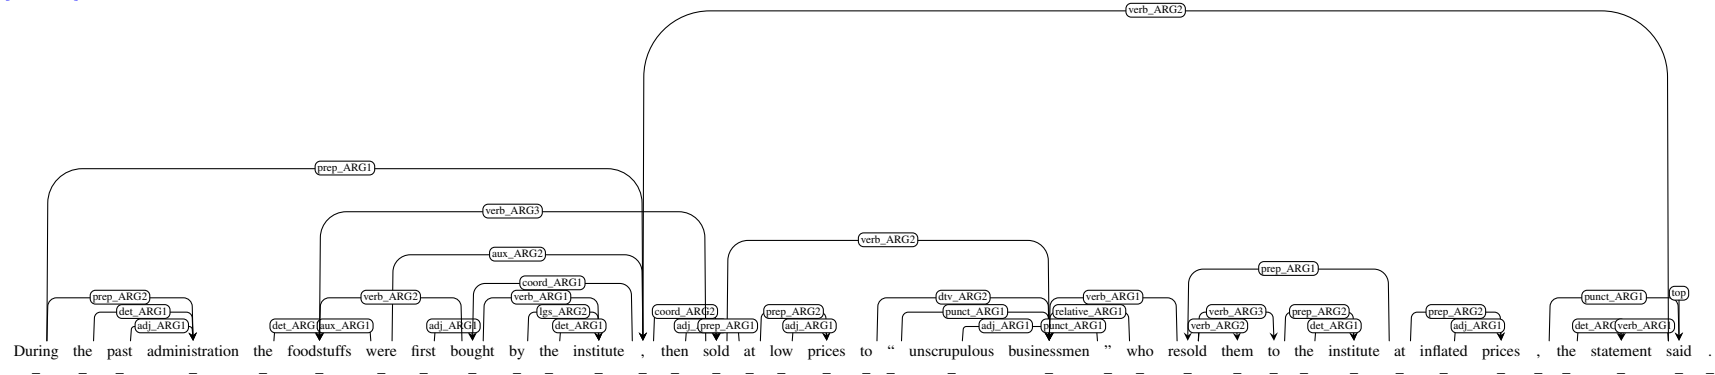 verb_ARG2
prep_ARG1
verb_ARG3
verb_ARG2
aux_ARG2
prep_ARG1
coord_ARG1
top
prep_ARG2 verb_ARG2 verb_ARG1 dtv_ARG2 verb_ARG1 punct_ARG1
det_ARG1 lgs_ARG2 coord_ARG2 prep_ARG2 punct_ARG1 relative_ARG1 verb_ARG3 prep_ARG2 prep_ARG2
adj_ARG1 det_ARG1 aux_ARG1 adj_ARG1 det_ARG1 prep_ARG1 adj_ARG1 adj_ARG1 punct_ARG1 verb_ARG2 det_ARG1 adj_ARG1 verb_ARG1
During the past administration the foodstuffs were first bought by the institute , then sold at low prices to “ unscrupulous businessmen ” who resold them to the institute at inflated prices , the statement said .